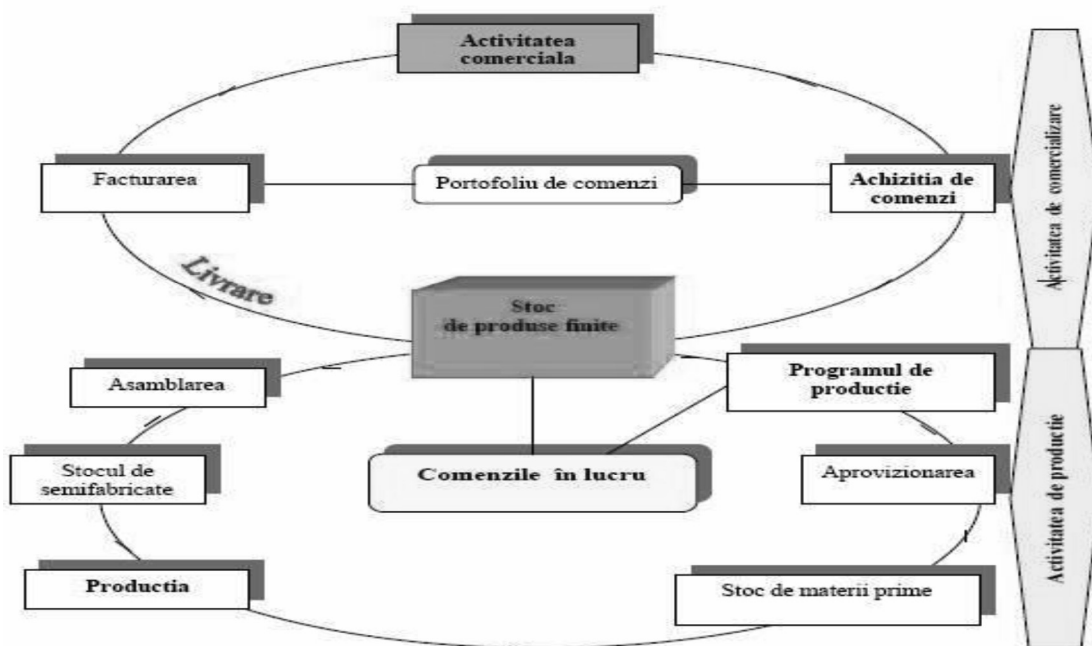 Activitatea
comerciala
Facturarea
Portofoliu de comenzi
Achizitia de
comenzi
Livrare
Stoc
de produse finite
Asamblarea
Programul de
productie
Stocul de
semifabricate
Comenzile în lucru
Aprovizionarea
Productia
Stoc de materii prime
Activitatea de comercializare
Activitatea de productie